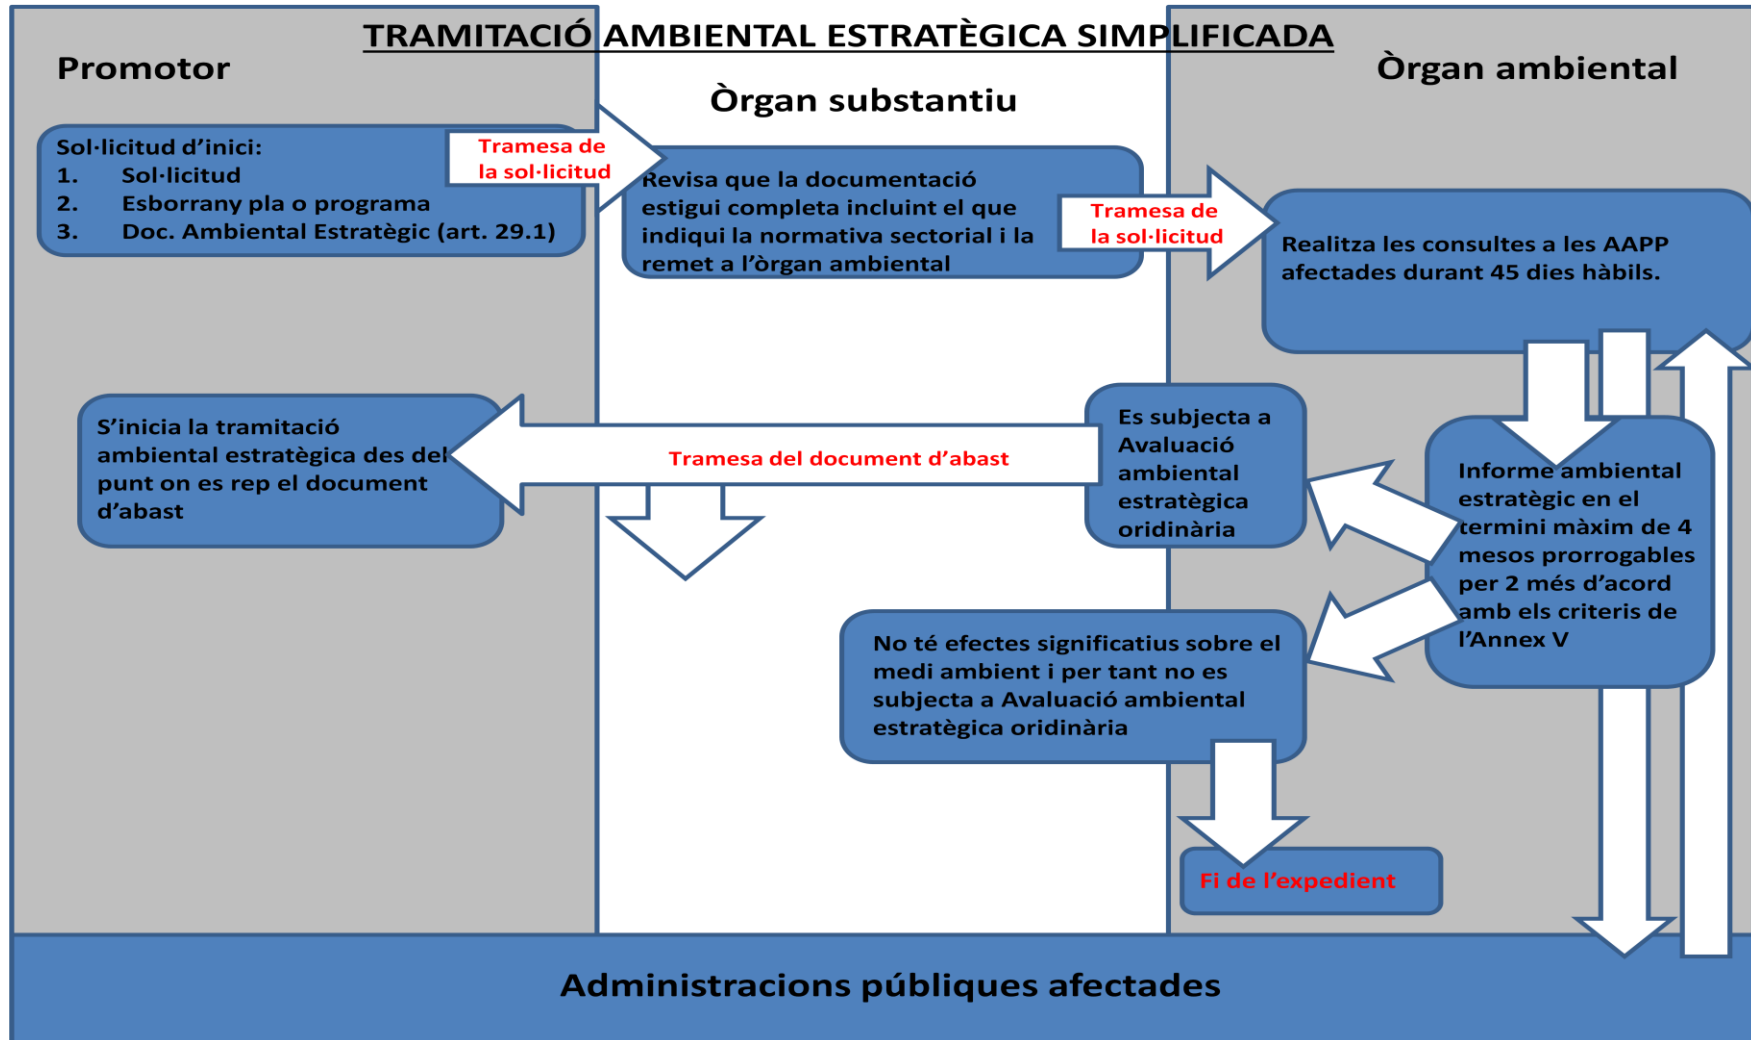 TRAMITACIÓ AMBIENTAL ESTRATÈGICA SIMPLIFICADA
Promotor
Òrgan substantiu
Òrgan ambiental
Sol·licitud d’inici:
1. Sol·licitud
2. Esborrany pla o programa
3. Doc. Ambiental Estratègic (art. 29.1)
Tramesa de
la sol·licitud
Revisa que la documentació
estigui completa incluint el que
indiqui la normativa sectorial i la
remet a l’òrgan ambiental
Tramesa de
la sol·licitud
Realitza les consultes a les AAPP
afectades durant 45 dies hàbils.
S’inicia la tramitació
ambiental estratègica des del
punt on es rep el document
d’abast
Tramesa del document d’abast
Es subjecta a
Avaluació
ambiental
estratègica
oridinària
Informe ambiental
estratègic en el
termini màxim de 4
mesos prorrogables
per 2 més d’acord
amb els criteris de
l’Annex V
No té efectes significatius sobre el
medi ambient i per tant no es
subjecta a Avaluació ambiental
estratègica oridinària
Fi de l’expedient
Administracions públiques afectades